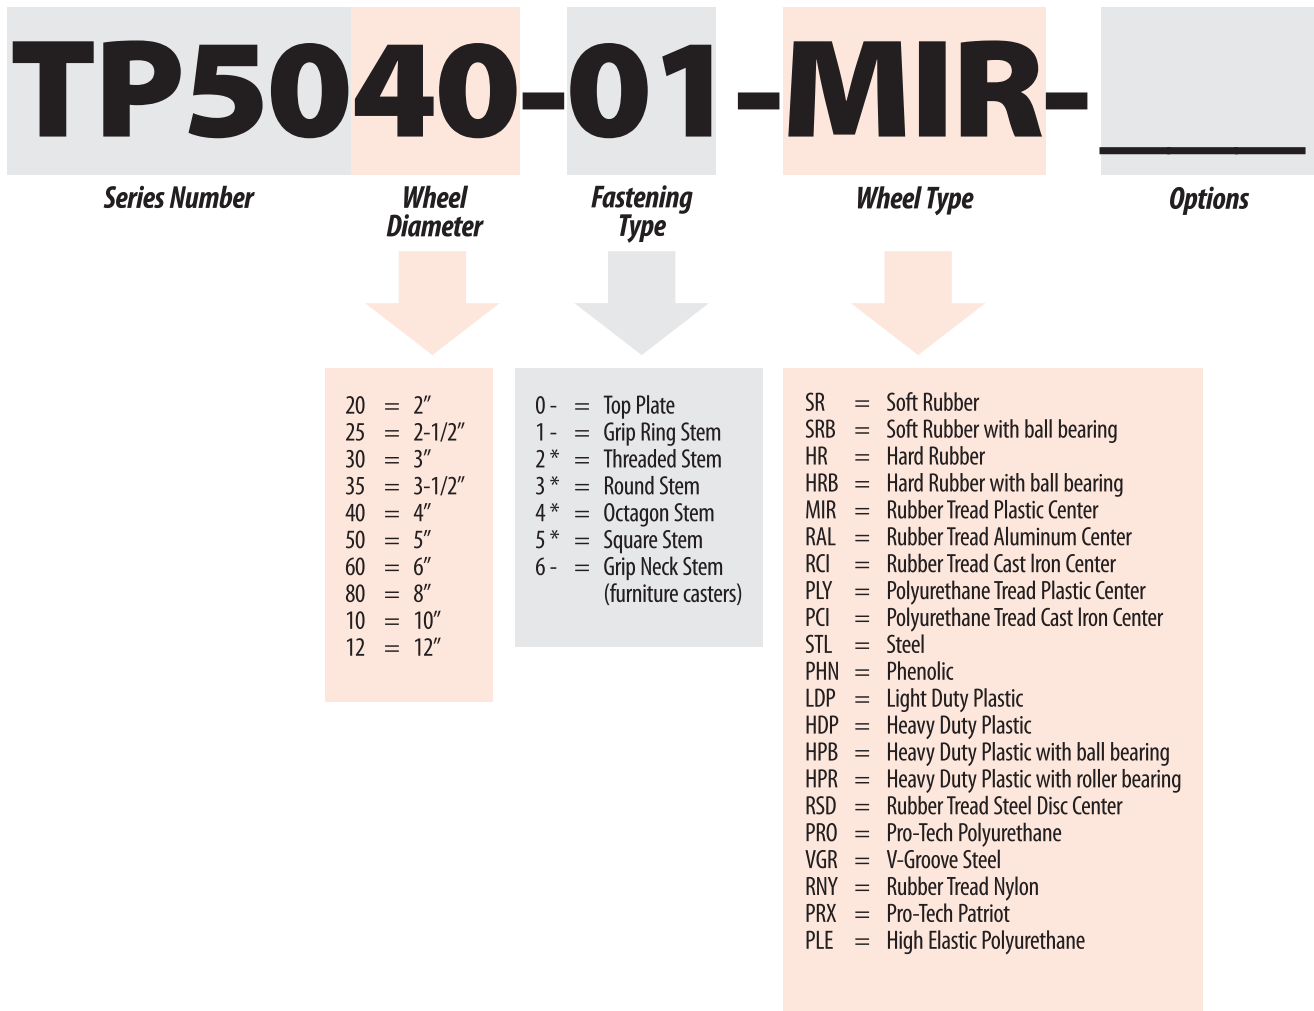 TP5040-01-MIR-___
Series Number
Wheel
Diameter
Fastening
Type
Wheel Type
Options
20 = 2”
25 = 2-1/2”
30 = 3”
35 = 3-1/2”
40 = 4”
50 = 5”
60 = 6”
80 = 8”
10 = 10”
12 = 12”
0 - = Top Plate
1 - = Grip Ring Stem
2 * = Threaded Stem
3 * = Round Stem
4 * = Octagon Stem
5 * = Square Stem
6 - = Grip Neck Stem
(furniture casters)
SR = Soft Rubber
SRB = Soft Rubber with ball bearing
HR = Hard Rubber
HRB = Hard Rubber with ball bearing
MIR = Rubber Tread Plastic Center
RAL = Rubber Tread Aluminum Center
RCI = Rubber Tread Cast Iron Center
PLY = Polyurethane Tread Plastic Center
PCI = Polyurethane Tread Cast Iron Center
STL = Steel
PHN = Phenolic
LDP = Light Duty Plastic
HDP = Heavy Duty Plastic
HPB = Heavy Duty Plastic with ball bearing
HPR = Heavy Duty Plastic with roller bearing
RSD = Rubber Tread Steel Disc Center
PRO = Pro-Tech Polyurethane
VGR = V-Groove Steel
RNY = Rubber Tread Nylon
PRX = Pro-Tech Patriot
PLE = High Elastic Polyurethane